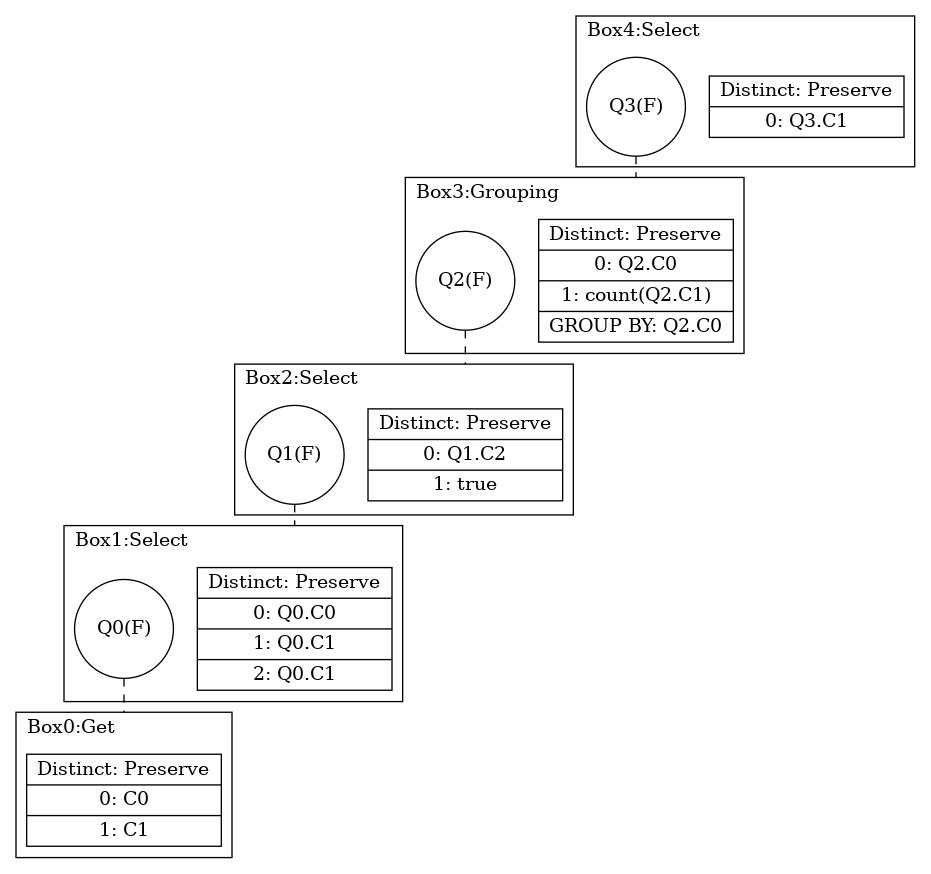 Box4:Select
Q3(F)
Distinct: Preserve
0: Q3.C1
Box3:Grouping
Q2(F)
Distinct: Preserve
0: Q2.C0
1: count(Q2.C1)
GROUP BY: Q2.C0
Box2:Select
Q1(F)
Distinct: Preserve
0: Q1.C2
1: true
Box1:Select
Q0(F)
Distinct: Preserve
0: Q0.C0
1: Q0.C1
2: Q0.C1
Box0:Get
Distinct: Preserve
0: C0
1: C1